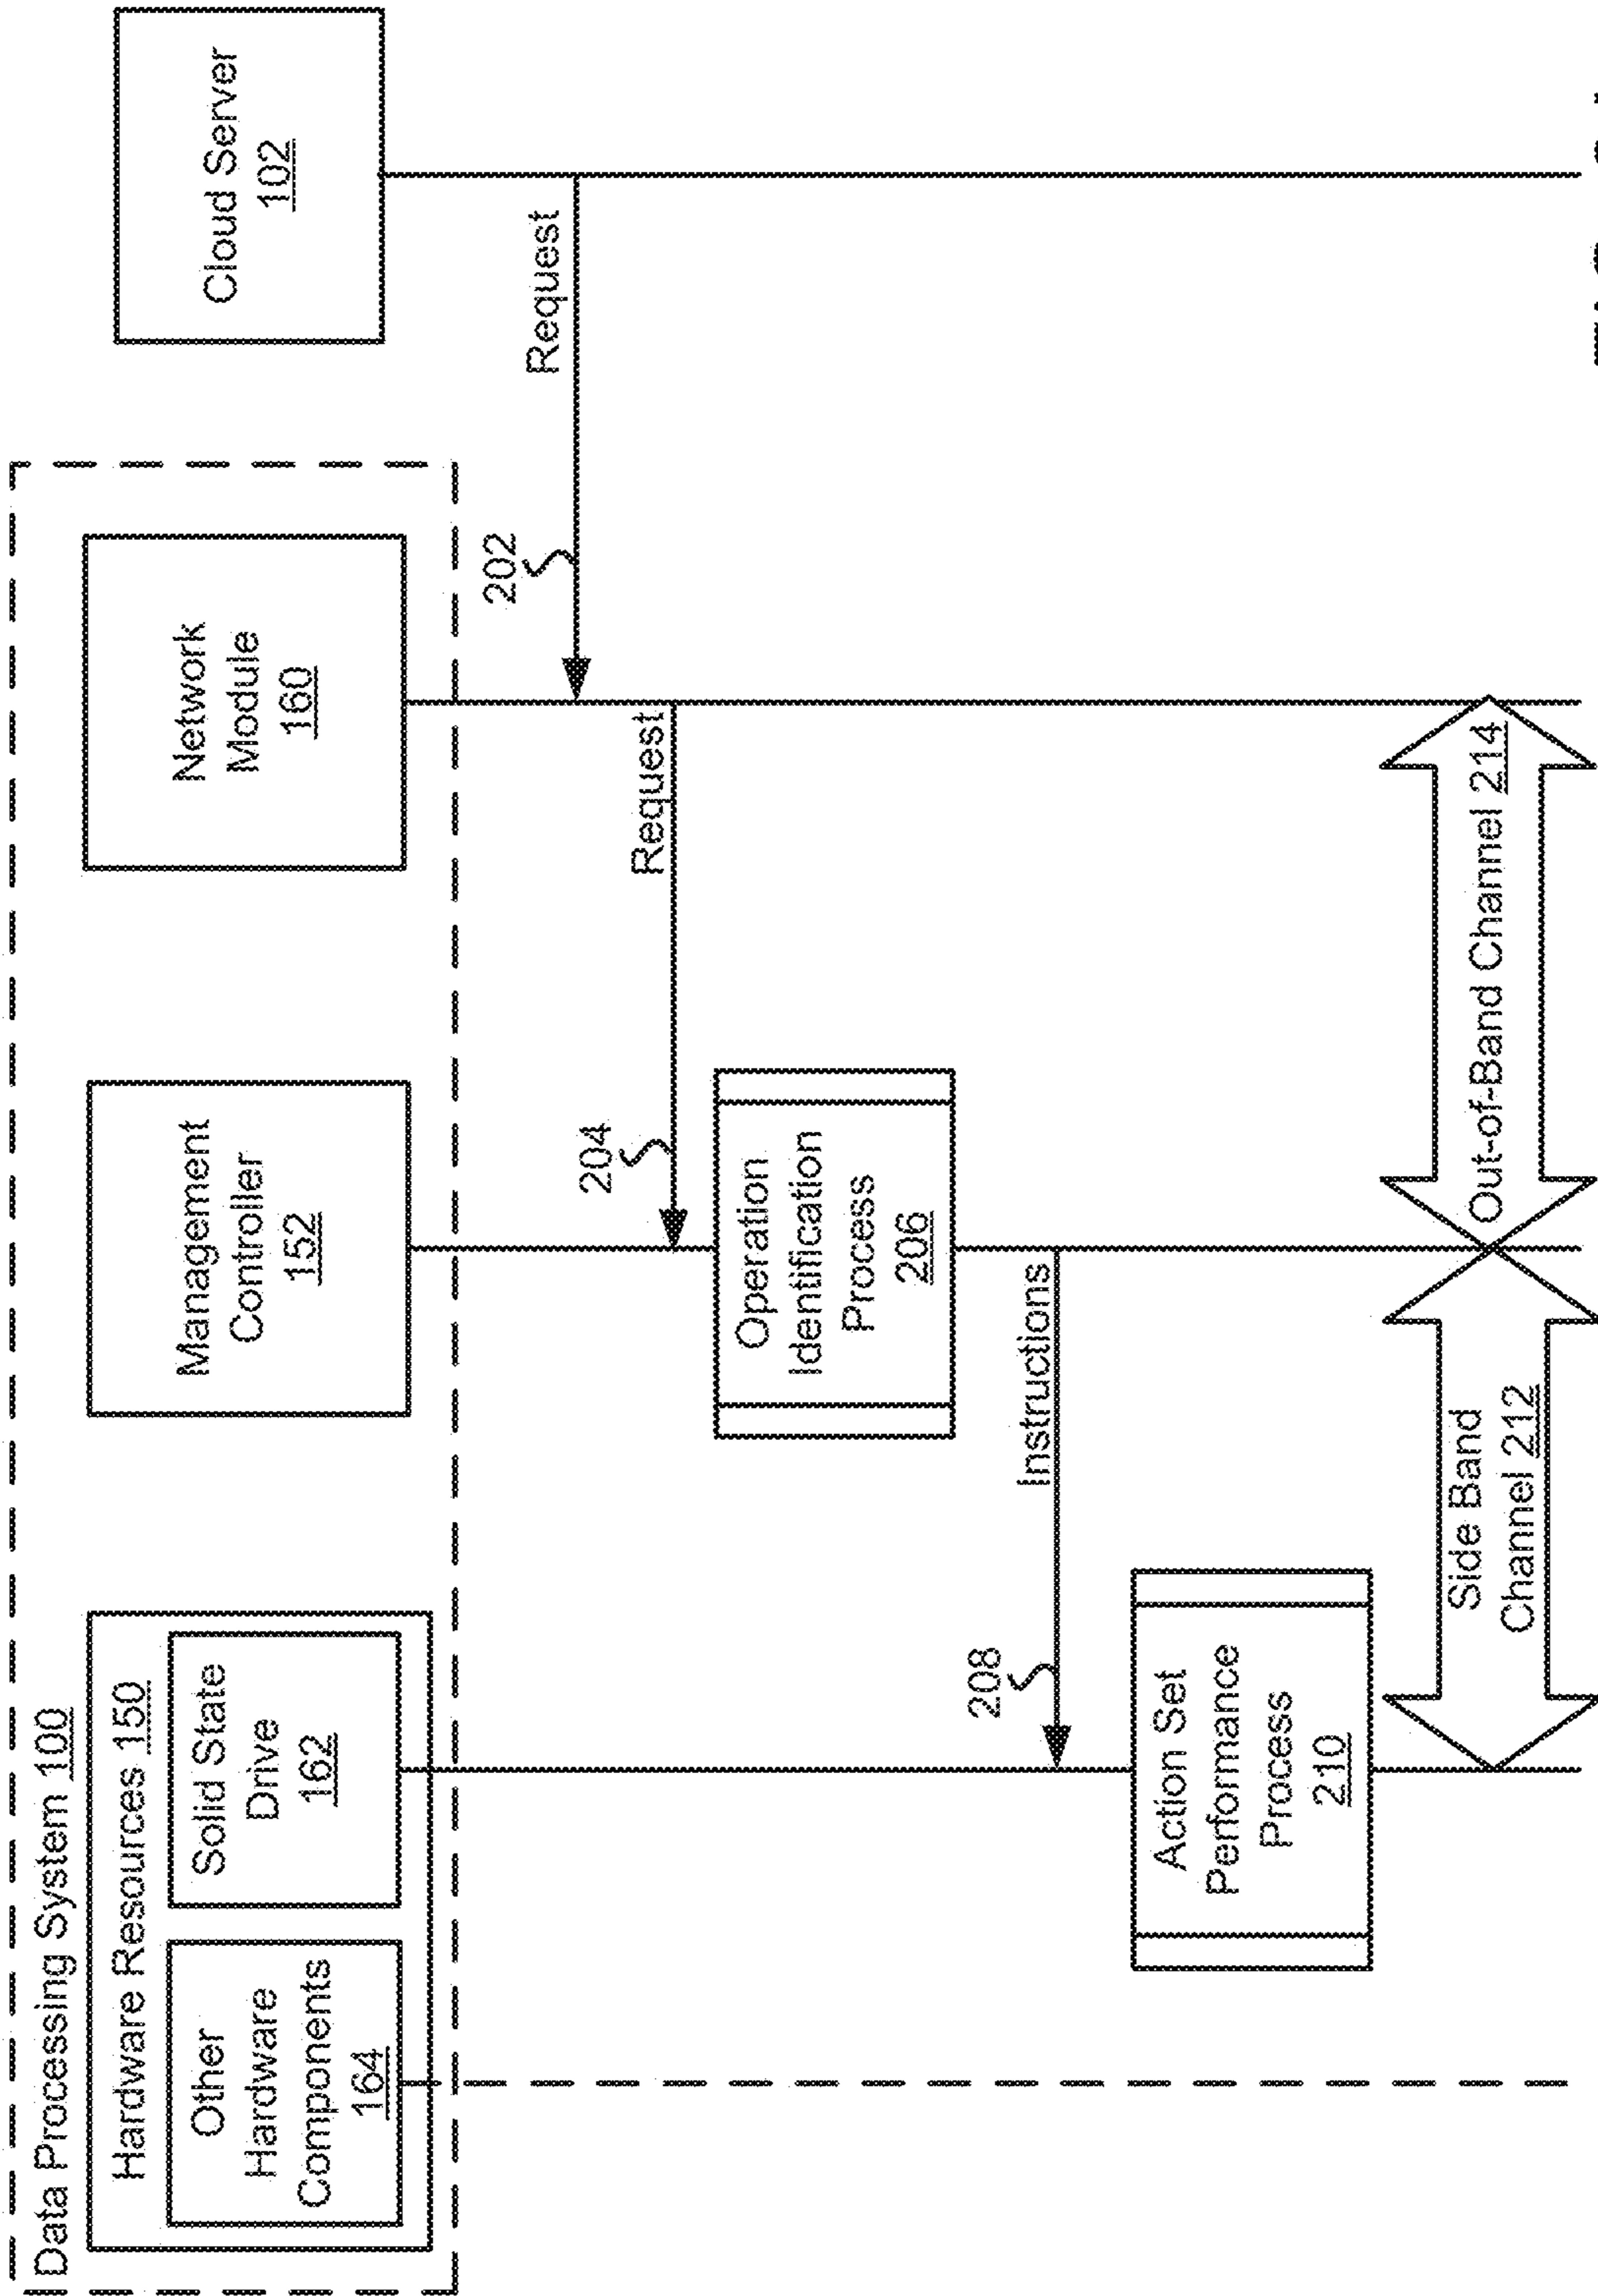 Data Processing System 100
Hardware Resources 150
Other
Hardware
Components
164
Solid State
Drive
162
Management
Controller
152
Network
Module
160
Cloud Server
102
202
Request
204
Request
Operation
Identification
Process
206
208
Instructions
Action Set
Performance
Process
210
Side Band
Channel 212
Out-of-Band Channel 214